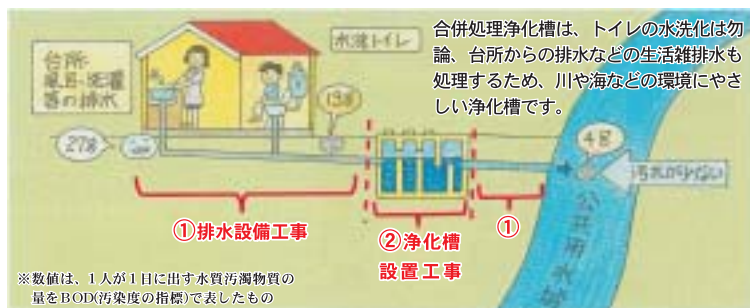 合併処理浄化槽は、トイレの水洗化は勿
論、台所からの排水などの生活雑排水も
処理するため、川や海などの環境にやさ
しい浄化槽です。
水洗トイレ
台所・
風呂・洗濯
等の排水
13g
27g
4g
汚れが少ない
公共用水域
①排水設備工事
②浄化槽
設置工事
①
※数値は、1人が1日に出す水質汚濁物質の
量をBOD(汚染度の指標)で表したもの